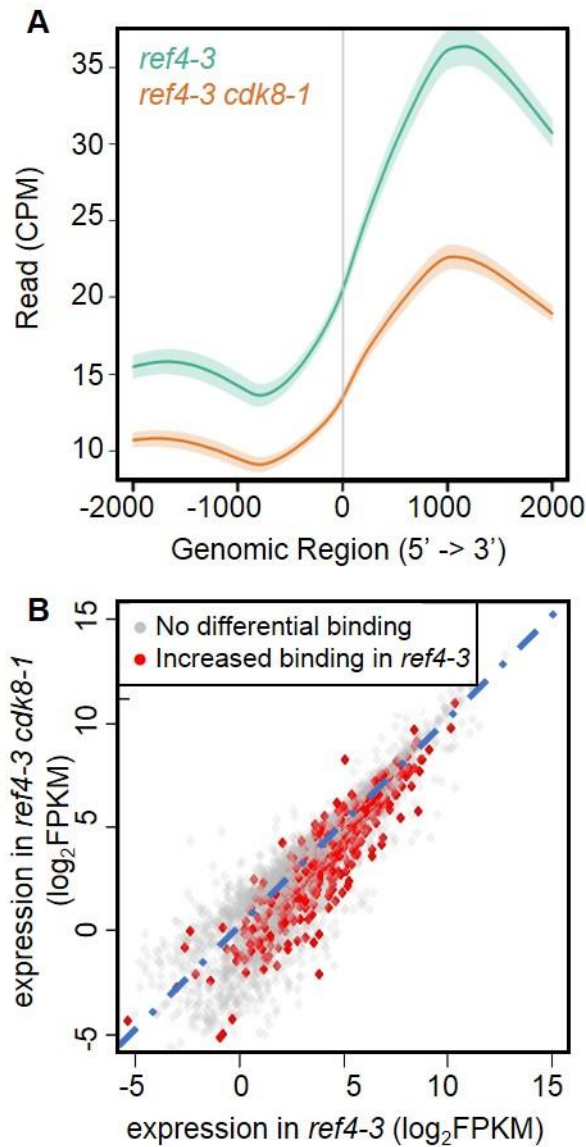 A
ref4-3
ref4-3 cdk8-1
35
30
25
20
15
10
Read (CPM)
-2000 -1000 0 1000 2000
Genomic Region (5' -> 3')
B
No differential binding
Increased binding in ref4-3
15
10
5
0
-5
expression in ref4-3 cdk8-1
(log₂FPKM)
-5 0 5 10 15
expression in ref4-3 (log₂FPKM)